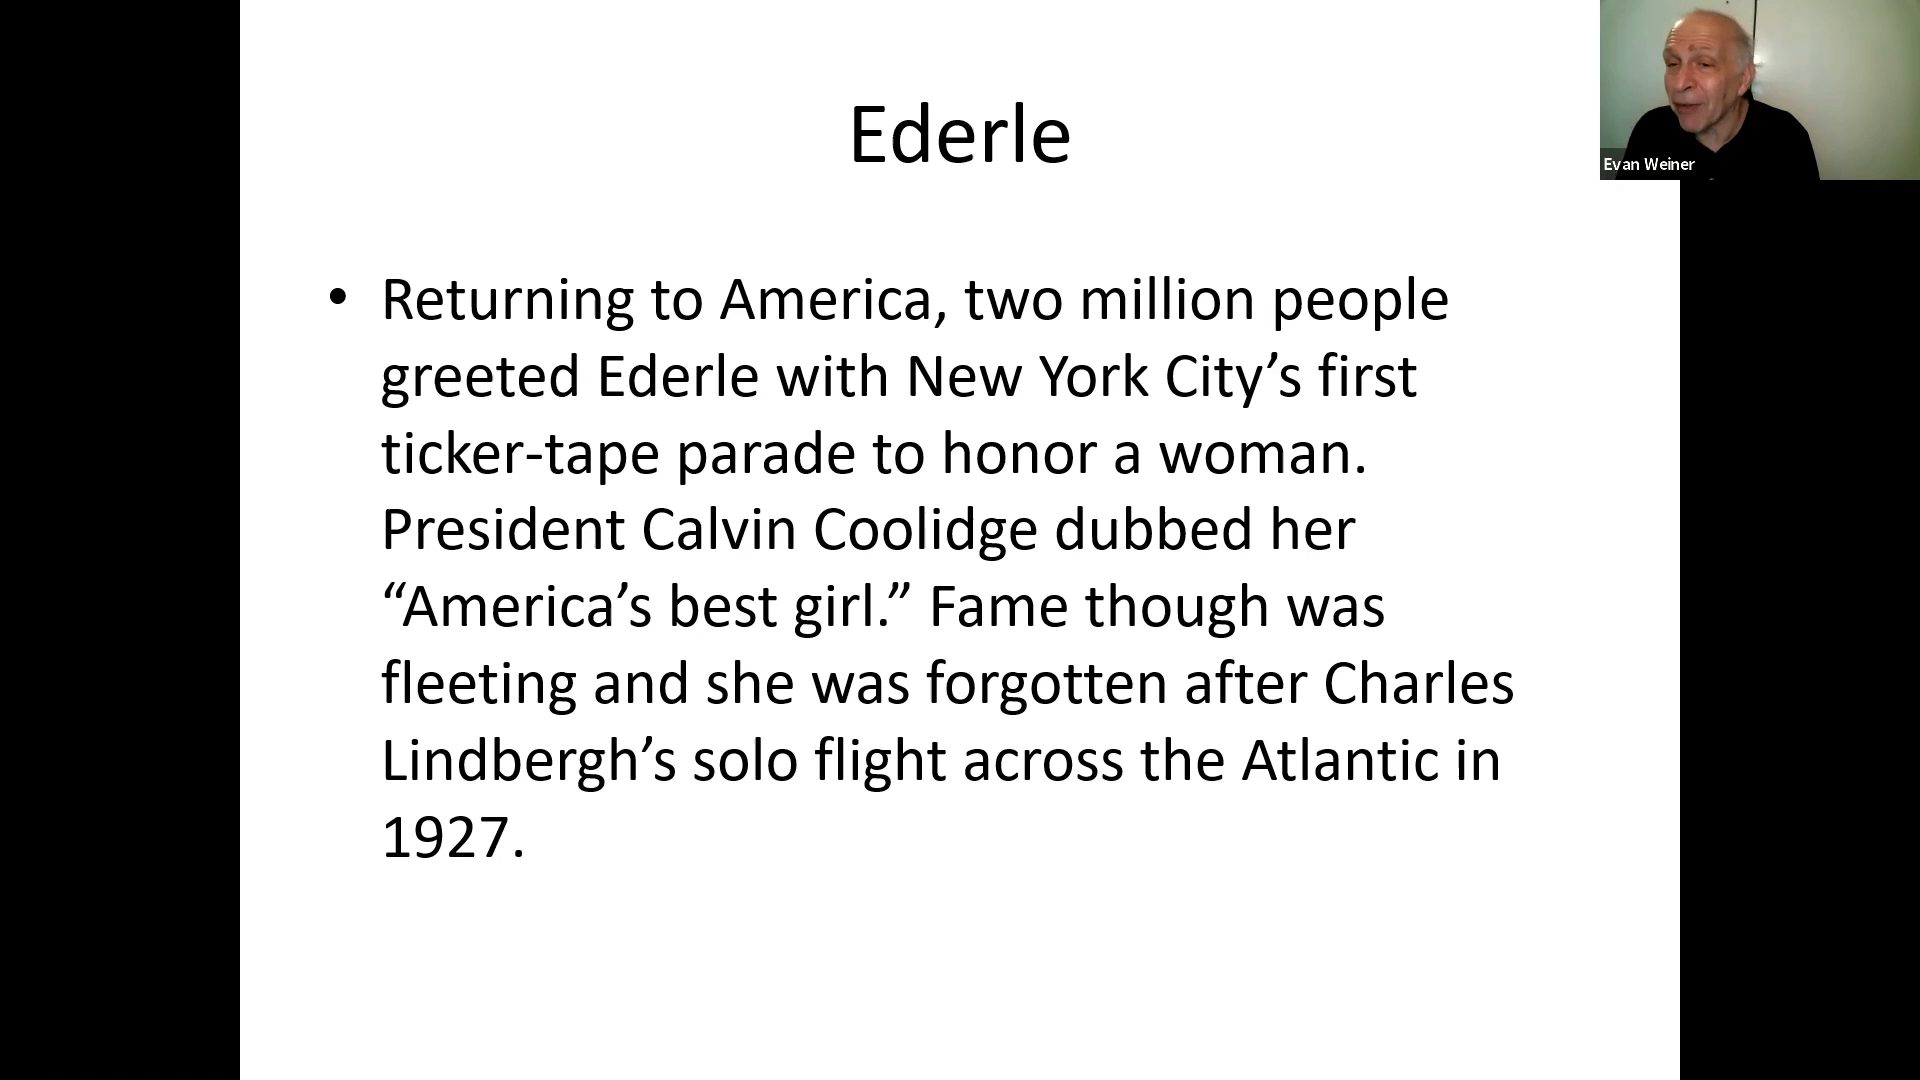 Ederle
Evan Weiner
• Returning to America, two million people
greeted Ederle with New York City’s first
ticker-tape parade to honor a woman.
President Calvin Coolidge dubbed her
“America’s best girl.” Fame though was
fleeting and she was forgotten after Charles
Lindbergh’s solo flight across the Atlantic in
1927.